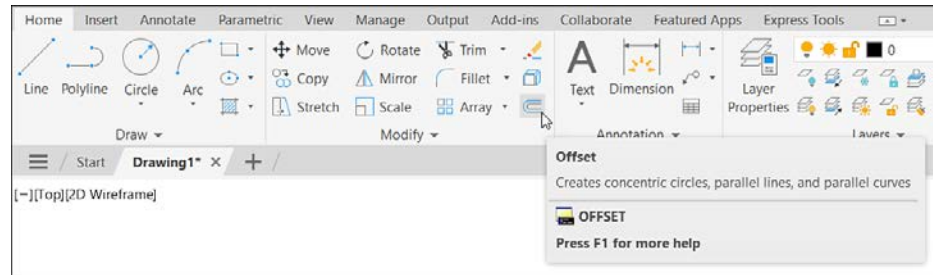 Home Insert Annotate Parametric View Manage Output Add-ins Collaborate Featured Apps Express Tools
Move Rotate Trim 0
Line Polyline Circle Arc Copy Mirror Fillet Text Dimension Layer
Stretch Scale Array Properties
Draw Modify Annotation Layers
Start Drawing1* ×
[−][Top][2D Wireframe]
Offset
Creates concentric circles, parallel lines, and parallel curves
OFFSET
Press F1 for more help